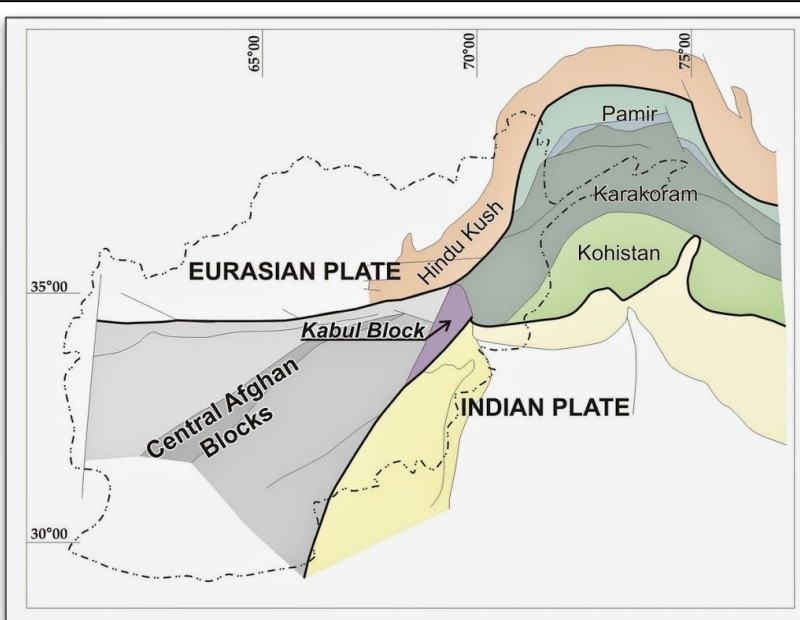 65°00
70°00
75°00
Pamir
Karakoram
Hindu Kush
Kohistan
EURASIAN PLATE
35°00
Kabul Block
Central Afghan
Blocks
INDIAN PLATE
30°00